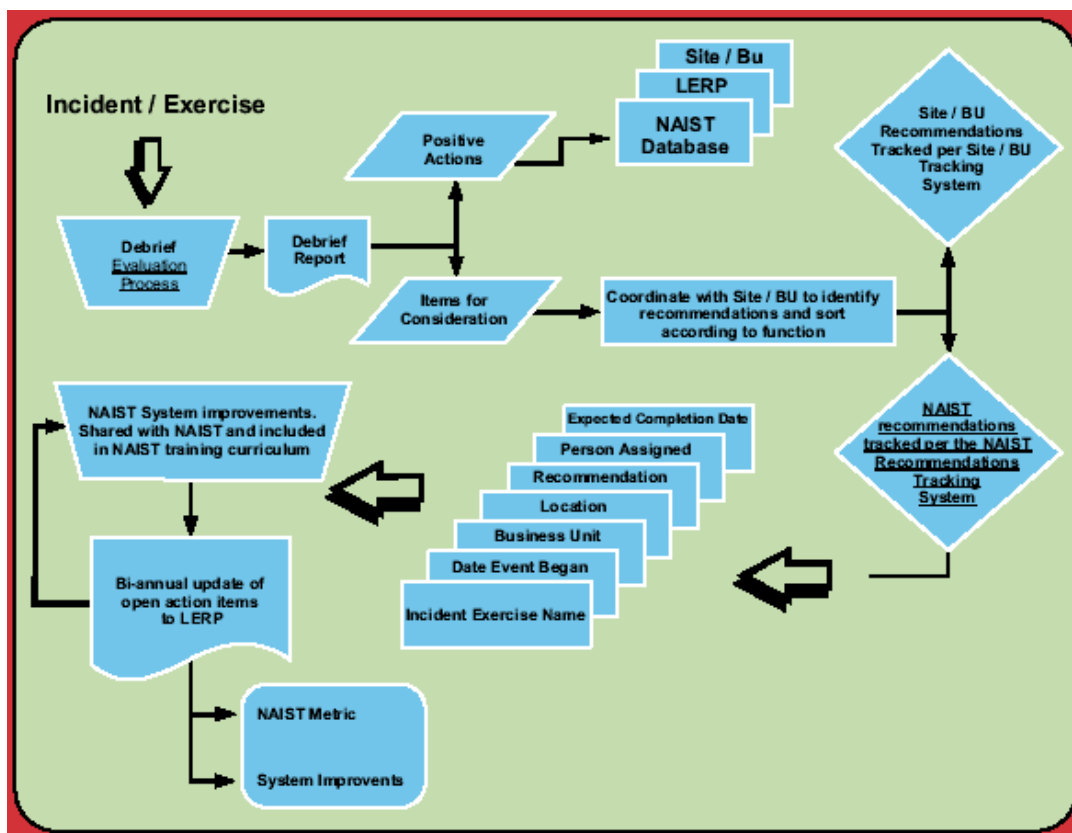 Incident / Exercise
Debrief
Evaluation
Process
Debrief
Report
Positive
Actions
Site / Bu
LERP
NAIST
Database
Items for
Consideration
Coordinate with Site / BU to identify
recommendations and sort
according to function
Site / BU
Recommendations
Tracked per Site / BU
Tracking
System
NAIST
recommendations
tracked per the NAIST
Recommendations
Tracking
System
Expected Completion Date
Person Assigned
Recommendation
Location
Business Unit
Date Event Began
Incident Exercise Name
NAIST System improvements.
Shared with NAIST and included
in NAIST training curriculum
Bi-annual update of
open action items
to LERP
NAIST Metric
System Improvents